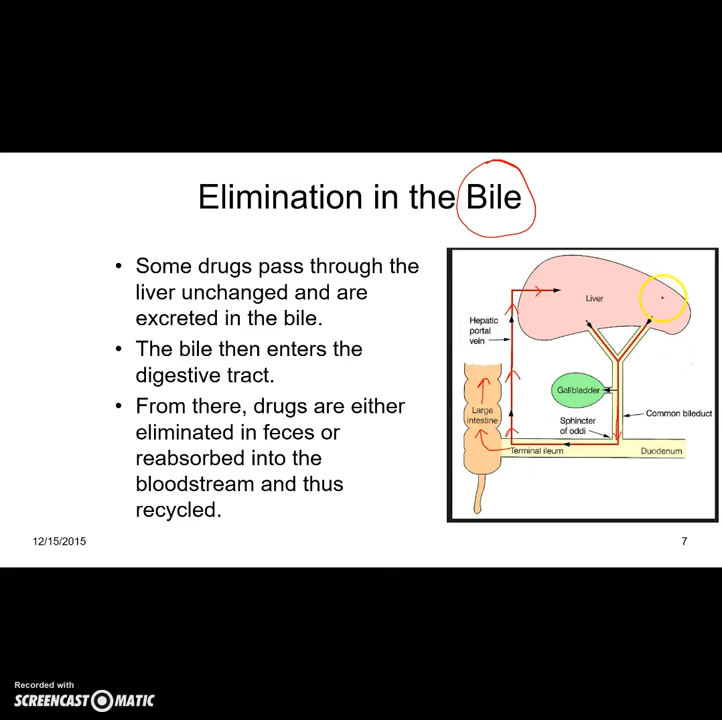 Elimination in the Bile
• Some drugs pass through the
liver unchanged and are
excreted in the bile.
• The bile then enters the
digestive tract.
• From there, drugs are either
eliminated in feces or
reabsorbed into the
bloodstream and thus
recycled.
Liver
Hepatic
portal
vein
Gallbladder
Large
intestine
Common bileduct
Sphincter
of oddi
Terminal ileum
Duodenum
12/15/2015
7
Recorded with
SCREENCAST MATIC